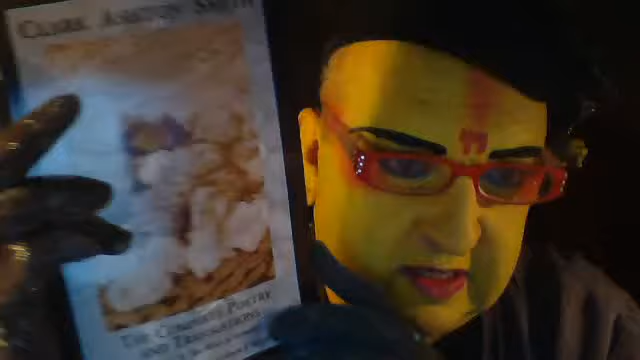 CLARK ASHTON SMITH
THE COMPLETE POETRY
AND TRANSLATIONS